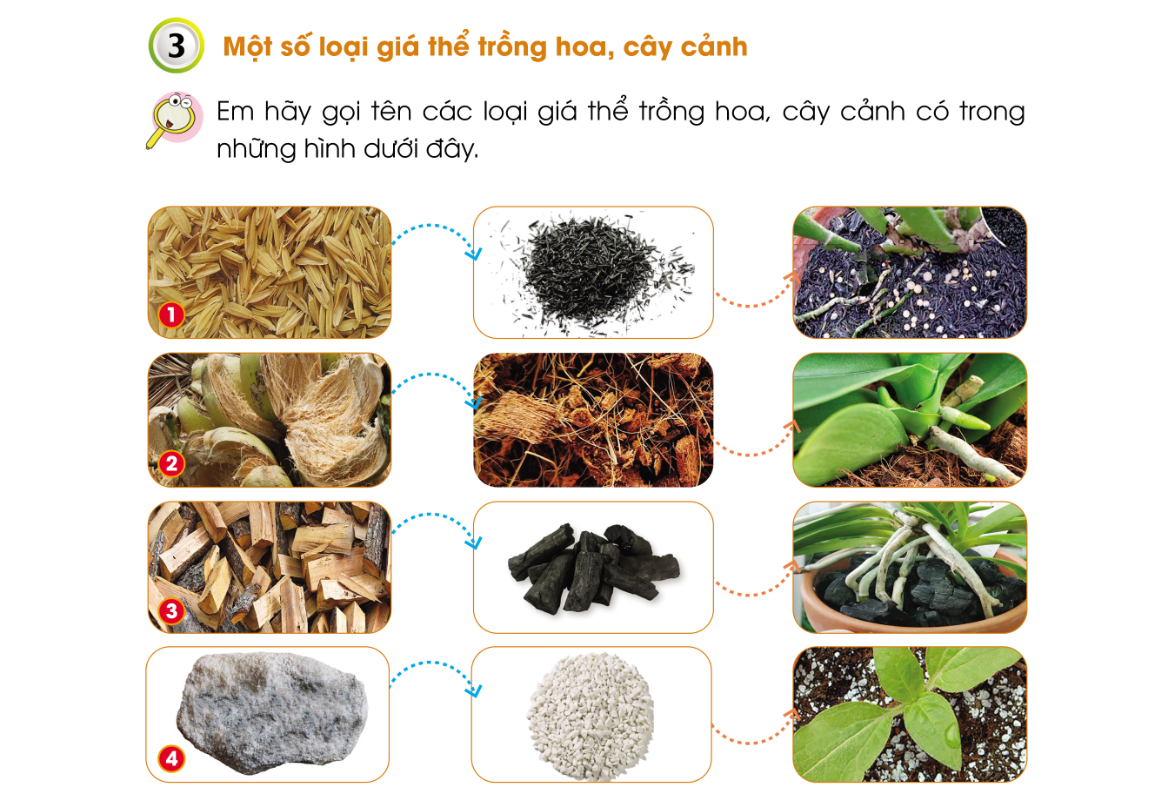 3 Một số loại giá thể trồng hoa, cây cảnh
Em hãy gọi tên các loại giá thể trồng hoa, cây cảnh có trong
những hình dưới đây.
1
2
3
4